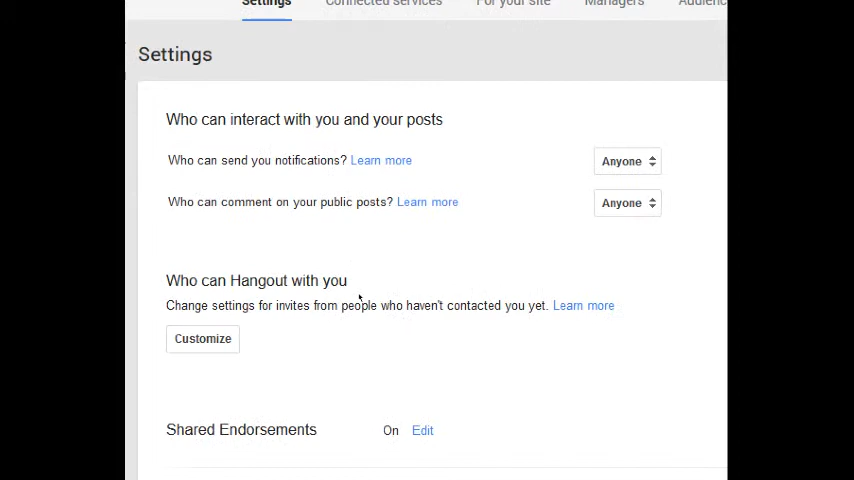 Settings Connected services For your site Managers Audienc
Settings
Who can interact with you and your posts
Who can send you notifications? Learn more Anyone
Who can comment on your public posts? Learn more Anyone
Who can Hangout with you
Change settings for invites from people who haven't contacted you yet. Learn more
Customize
Shared Endorsements On Edit